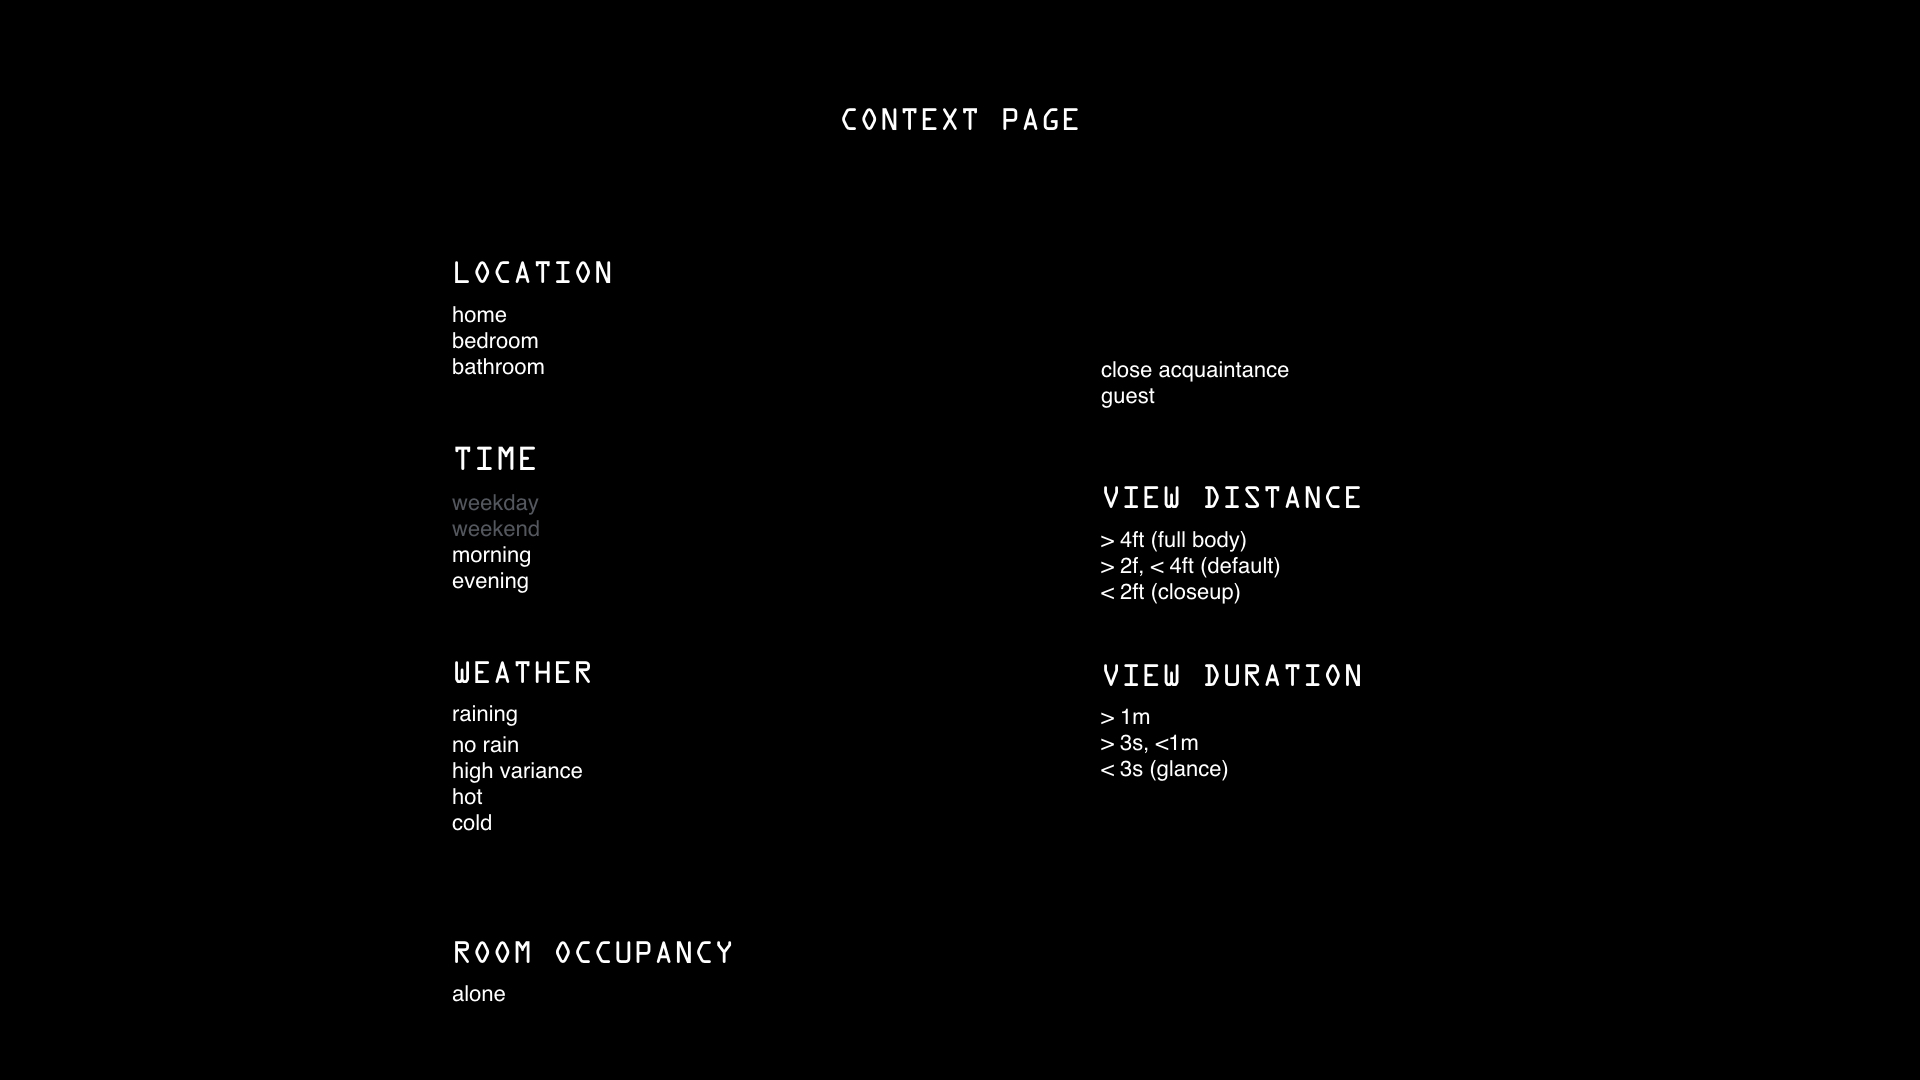 CONTEXT PAGE
LOCATION
home
bedroom
bathroom
TIME
weekday
weekend
morning
evening
WEATHER
raining
no rain
high variance
hot
cold
ROOM OCCUPANCY
alone
close acquaintance
guest
VIEW DISTANCE
> 4ft (full body)
> 2f, < 4ft (default)
< 2ft (closeup)
VIEW DURATION
> 1m
> 3s, <1m
< 3s (glance)